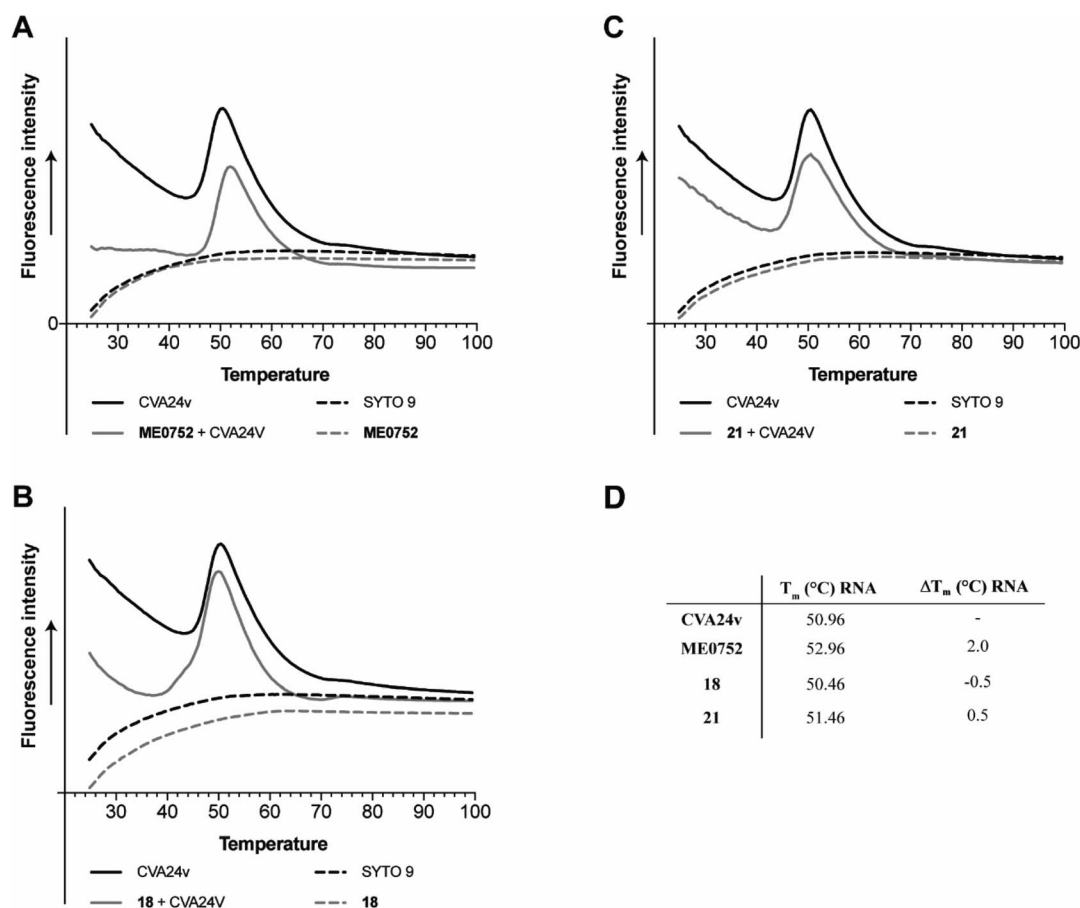 A
Fluorescence intensity
0
30 40 50 60 70 80 90 100
Temperature
CVA24v SYTO 9
ME0752 + CVA24V ME0752
C
Fluorescence intensity
30 40 50 60 70 80 90 100
Temperature
CVA24v SYTO 9
21 + CVA24V 21
B
Fluorescence intensity
30 40 50 60 70 80 90 100
Temperature
CVA24v SYTO 9
18 + CVA24V 18
D
Tm (°C) RNA ΔTm (°C) RNA
CVA24v 50.96 -
ME0752 52.96 2.0
18 50.46 -0.5
21 51.46 0.5